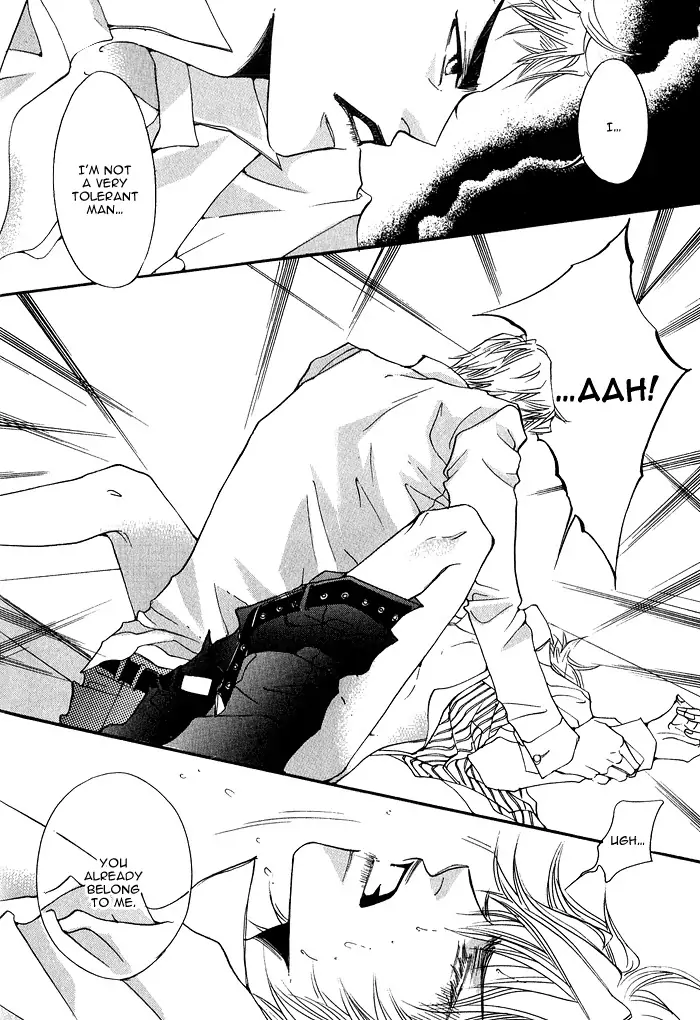 I...
I'M NOT
A VERY
TOLERANT
MAN...
...AAH!
UGH...
YOU
ALREADY
BELONG
TO ME.